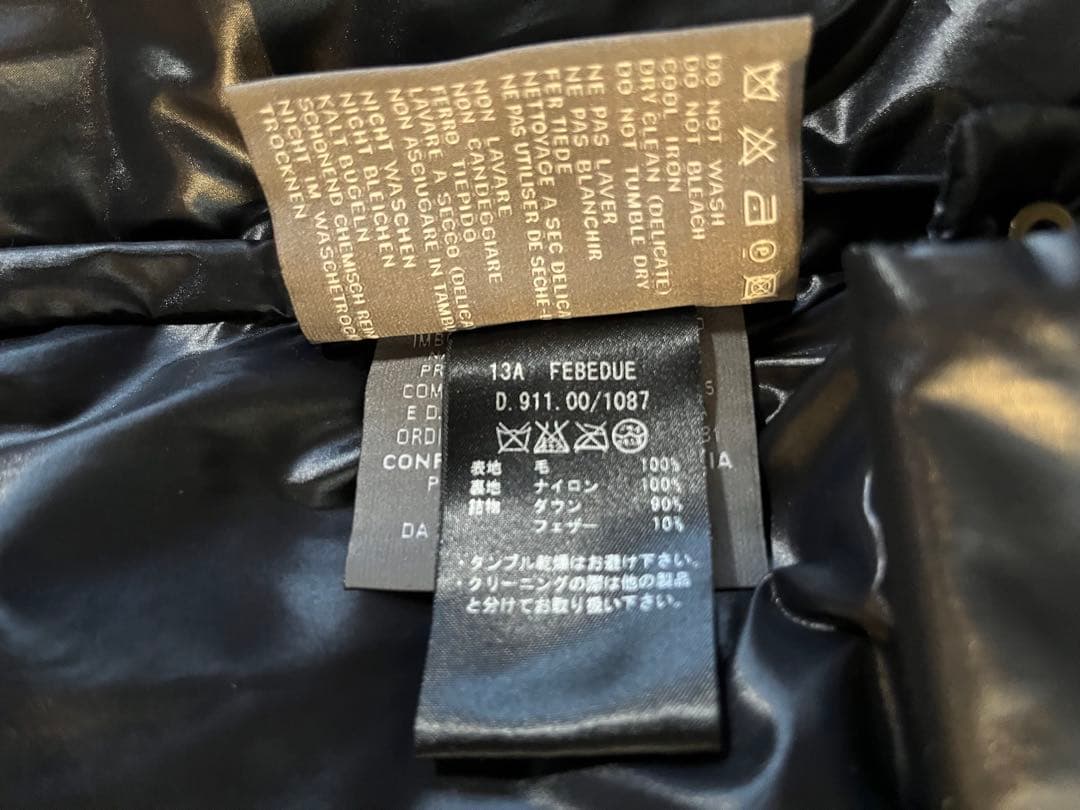 DO NOT WASH
DO NOT BLEACH
COOL IRON
DRY CLEAN (DELICATE)
DO NOT TUMBLE DRY
NE PAS LAVER
NE PAS BLANCHIR
FER TIEDE
NETTOYAGE A SEC DELICA
NE PAS UTILISER DE SECHE-L
NON LAVARE
NON CANDEGGIARE
FERRO TIEPIDO
LAVARE A SECCO (DELICA
NON ASCIUGARE IN TAMBU
NICHT WASCHEN
NICHT BLEICHEN
KALT BUGELN
SCHONEND CHEMISCH REIN
NICHT IM WASCHETROC
TROCKNEN
IMB
PR
COM
E D.
ORDI
CONF
IA
P
DA
13A FEBEDUE
D.911.00/1087
表地 毛 100%
裏地 ナイロン 100%
詰物 ダウン 90%
フェザー 10%
・タンブル乾燥はお避け下さい。
・クリーニングの際は他の製品
と分けてお取り扱い下さい。